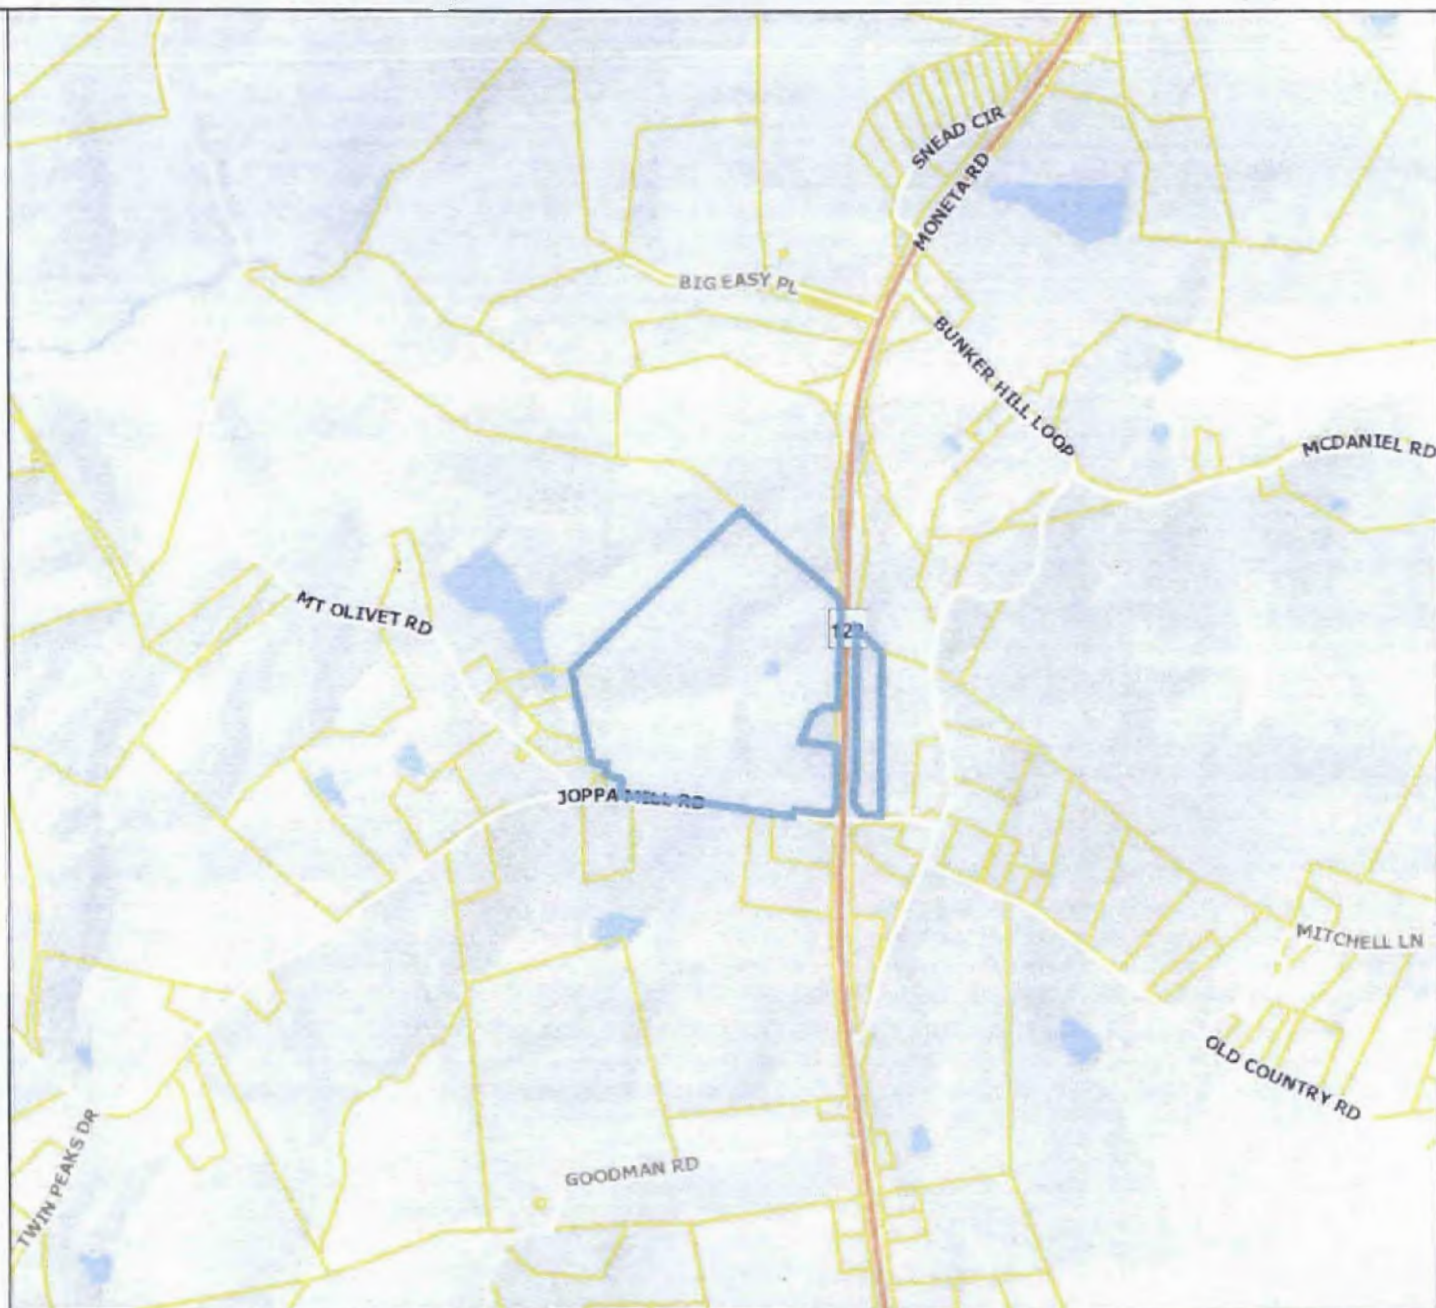 SNEAD CIR
MONETA RD
BIG EASY PL
BUNKER HILL LOOP
MCDANIEL RD
MT OLIVET RD
JOPPA MILL RD
MITCHELL LN
OLD COUNTRY RD
TWIN PEAKS DR
GOODMAN RD